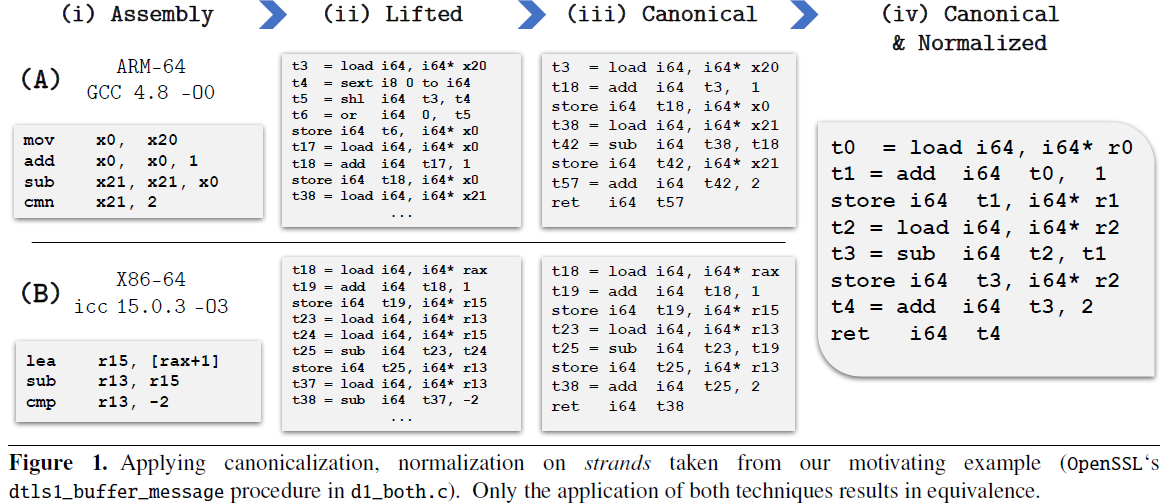 (i) Assembly
(ii) Lifted
(iii) Canonical
(iv) Canonical
& Normalized
(A)
ARM-64
GCC 4.8 -O0
mov x0, x20
add x0, x0, 1
sub x21, x21, x0
cmn x21, 2
t3 = load i64, i64* x20
t4 = sext i8 0 to i64
t5 = shl i64 t3, t4
t6 = or i64 0, t5
store i64 t6, i64* x0
t17 = load i64, i64* x0
t18 = add i64 t17, 1
store i64 t18, i64* x0
t38 = load i64, i64* x21
...
t3 = load i64, i64* x20
t18 = add i64 t3, 1
store i64 t18, i64* x0
t38 = load i64, i64* x21
t42 = sub i64 t38, t18
store i64 t42, i64* x21
t57 = add i64 t42, 2
ret i64 t57
(B)
X86-64
icc 15.0.3 -O3
lea r15, [rax+1]
sub r13, r15
cmp r13, -2
t18 = load i64, i64* rax
t19 = add i64 t18, 1
store i64 t19, i64* r15
t23 = load i64, i64* r13
t24 = load i64, i64* r15
t25 = sub i64 t23, t24
store i64 t25, i64* r13
t37 = load i64, i64* r13
t38 = sub i64 t37, -2
...
t18 = load i64, i64* rax
t19 = add i64 t18, 1
store i64 t19, i64* r15
t23 = load i64, i64* r13
t25 = sub i64 t23, t19
store i64 t25, i64* r13
t38 = add i64 t25, 2
ret i64 t38
t0 = load i64, i64* r0
t1 = add i64 t0, 1
store i64 t1, i64* r1
t2 = load i64, i64* r2
t3 = sub i64 t2, t1
store i64 t3, i64* r2
t4 = add i64 t3, 2
ret i64 t4
Figure 1. Applying canonicalization, normalization on strands taken from our motivating example (OpenSSL‘s
dtls1_buffer_message procedure in d1_both.c). Only the application of both techniques results in equivalence.